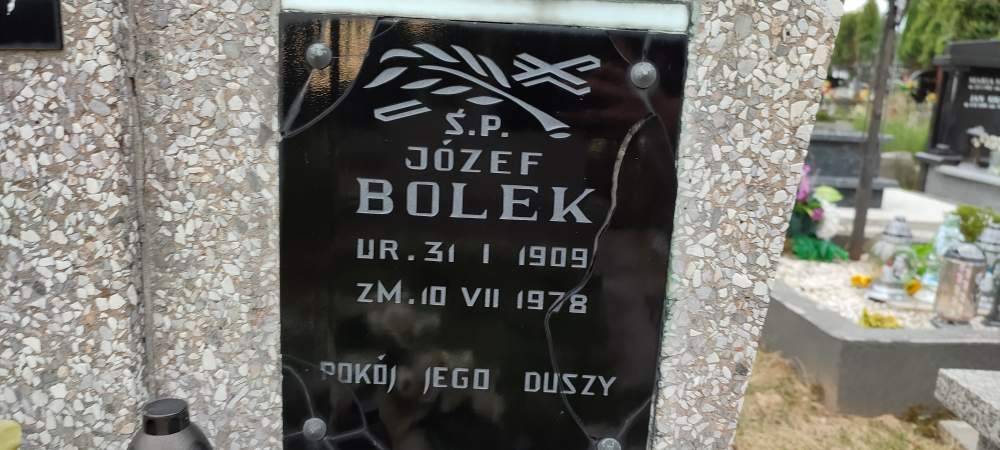 Ś.P.
JÓZEF
BOLEK
UR. 31 I 1909
ZM. 10 VII 1978
POKÓJ JEGO DUSZY